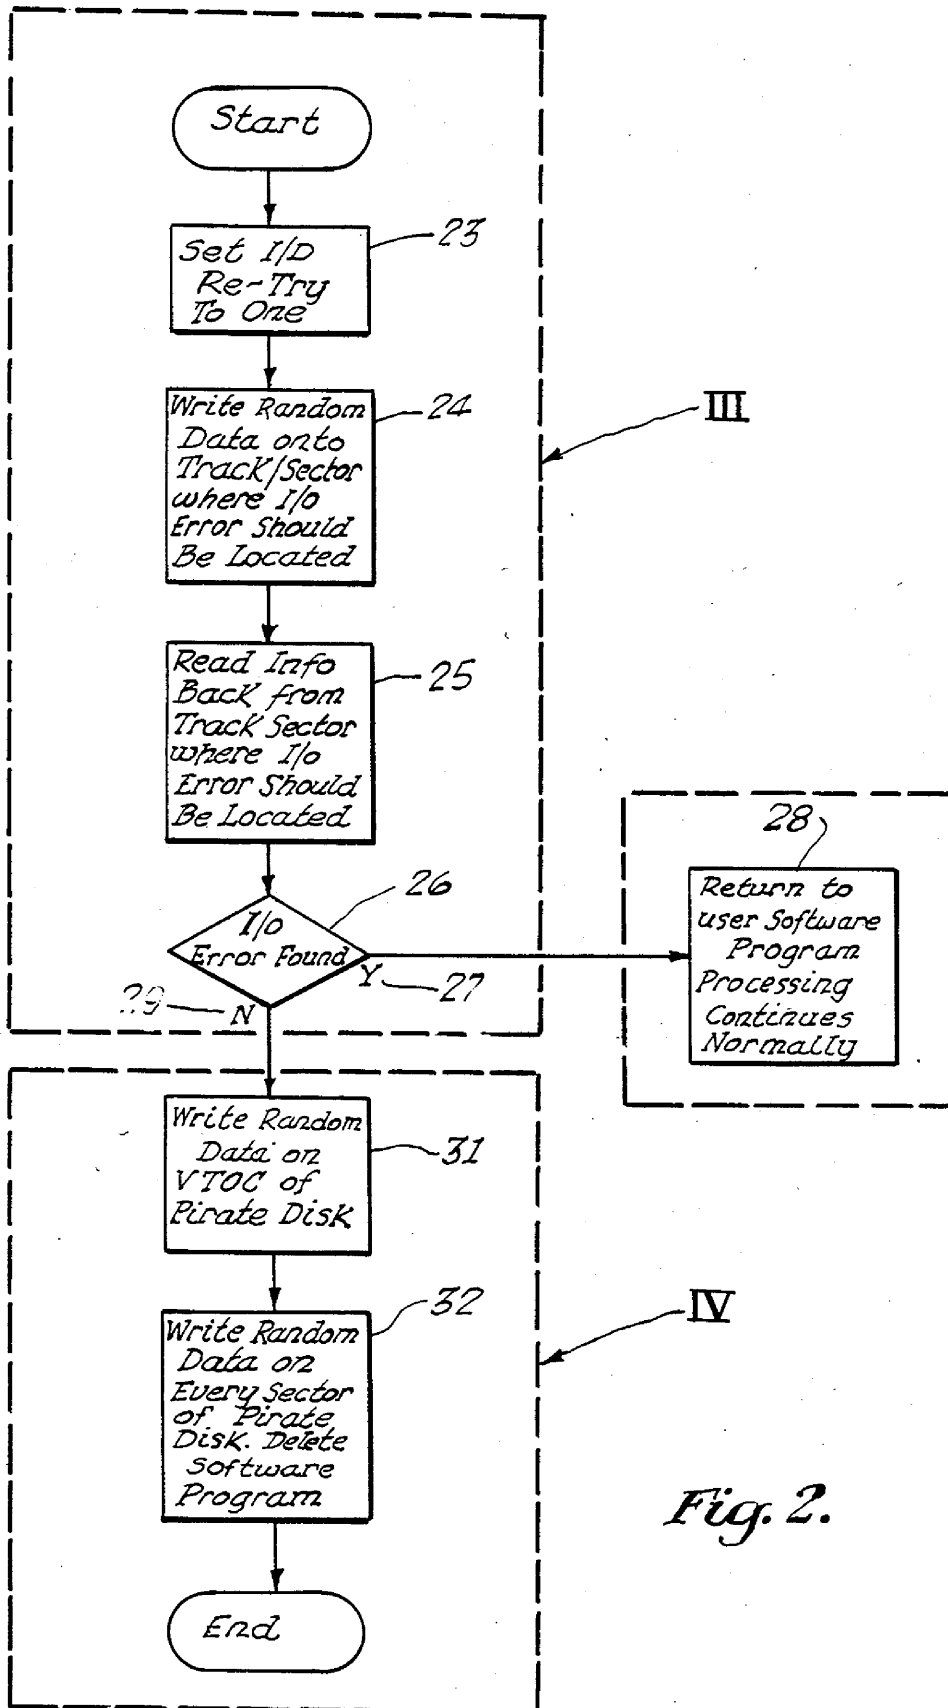 Start
23
Set I/D
Re-Try
To One
24
Write Random
Data onto
Track/Sector
where I/o
Error Should
Be Located
III
25
Read Info
Back from
Track Sector
where I/o
Error Should
Be Located
26
I/o
Error Found
Y 27
29 N
28
Return to
user Software
Program
Processing
Continues
Normally
31
Write Random
Data on
VTOC of
Pirate Disk
32
Write Random
Data on
Every Sector
of Pirate
Disk. Delete
Software
Program
IV
End
Fig. 2.